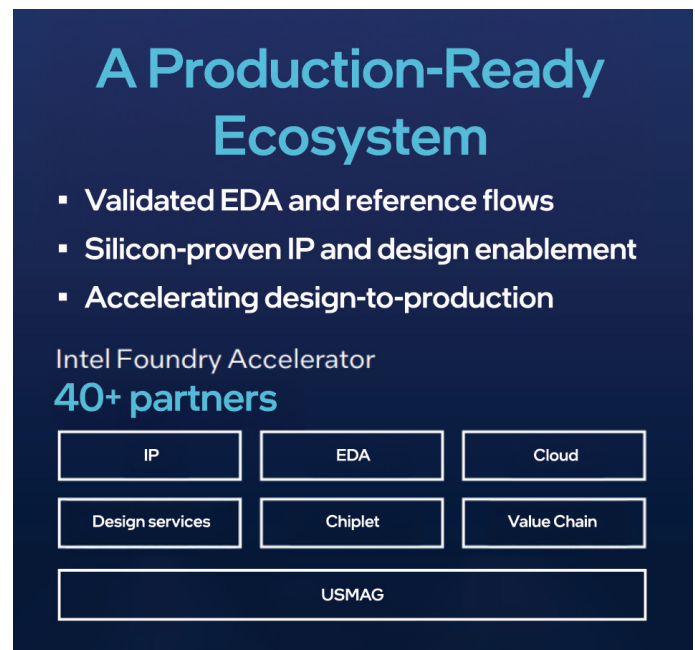 A Production-Ready
Ecosystem
▪ Validated EDA and reference flows
▪ Silicon-proven IP and design enablement
▪ Accelerating design-to-production
Intel Foundry Accelerator
40+ partners
IP
EDA
Cloud
Design services
Chiplet
Value Chain
USMAG